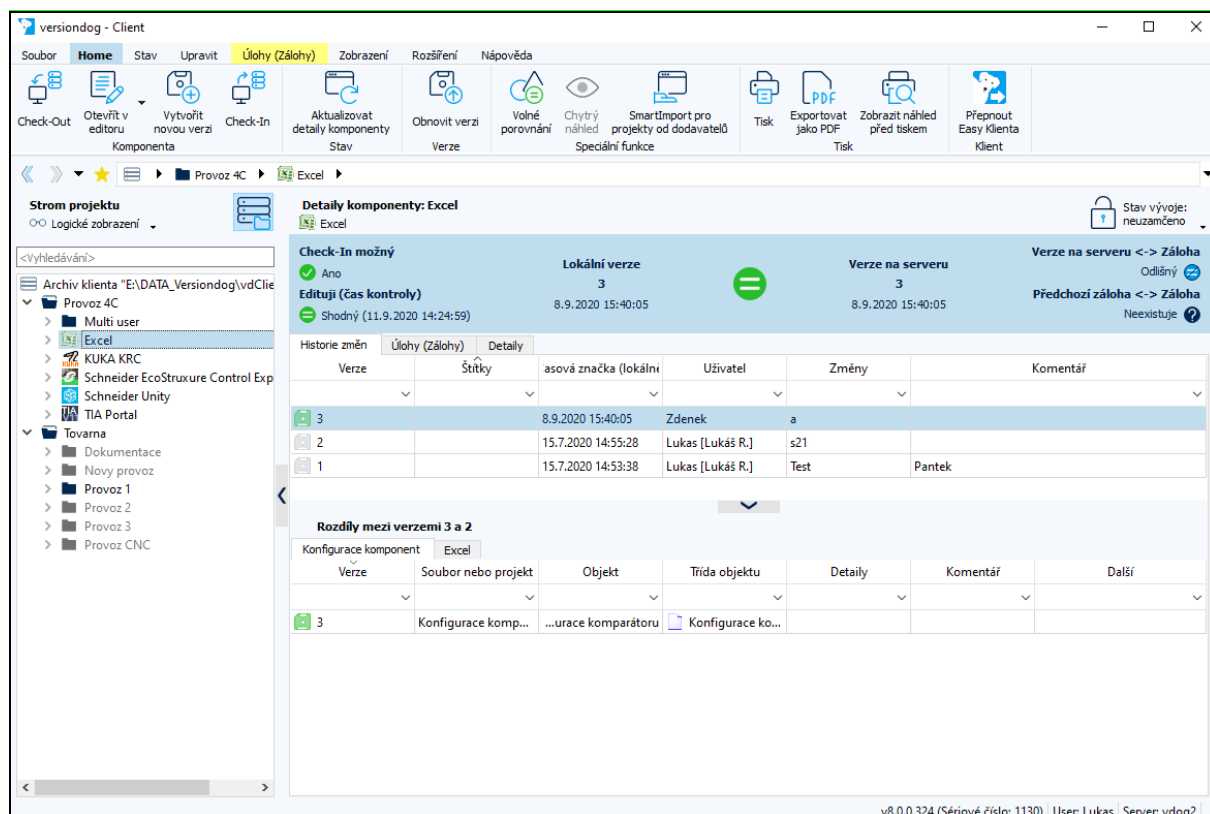 versiondog - Client
Soubor Home Stav Upravit Úlohy (Zálohy) Zobrazení Rozšíření Nápověda
Check-Out
Otevřít v editoru
Vytvořit novou verzi
Check-In
Aktualizovat detaily komponenty
Obnovit verzi
Volné porovnání
Chytrý náhled
SmartImport pro projekty od dodavatelů
Tisk
PDF
Exportovat jako PDF
Zobrazit náhled před tiskem
Přepnout Easy Klienta
Komponenta Stav Verze Speciální funkce Tisk Klient
Provoz 4C Excel
Strom projektu
Logické zobrazení
Detaily komponenty: Excel
Excel
Stav vývoje:
neuzamčeno
<Vyhledávání>
Archiv klienta "E:\DATA_Versiondog\vdClie
Provoz 4C
Multi user
Excel
KUKA KRC
Schneider EcoStruxure Control Exp
Schneider Unity
TIA Portal
Tovarna
Dokumentace
Novy provoz
Provoz 1
Provoz 2
Provoz 3
Provoz CNC
Check-In možný
Ano
Edituji (čas kontroly)
Shodný (11.9.2020 14:24:59)
Lokální verze
3
8.9.2020 15:40:05
Verze na serveru
3
8.9.2020 15:40:05
Verze na serveru <-> Záloha
Odlišný
Předchozí záloha <-> Záloha
Neexistuje
Historie změn Úlohy (Zálohy) Detaily
Verze Štítky asová značka (lokálně Uživatel Změny Komentář
3 8.9.2020 15:40:05 Zdenek a
2 15.7.2020 14:55:28 Lukas [Lukáš R.] s21
1 15.7.2020 14:53:38 Lukas [Lukáš R.] Test Pantek
Rozdíly mezi verzemi 3 a 2
Konfigurace komponent Excel
Verze Soubor nebo projekt Objekt Třída objektu Detaily Komentář Další
3 Konfigurace komp... ...urace komparátoru Konfigurace ko...
v8.0.0.324 (Sériové číslo: 1130) User: Lukas Server: vdog2